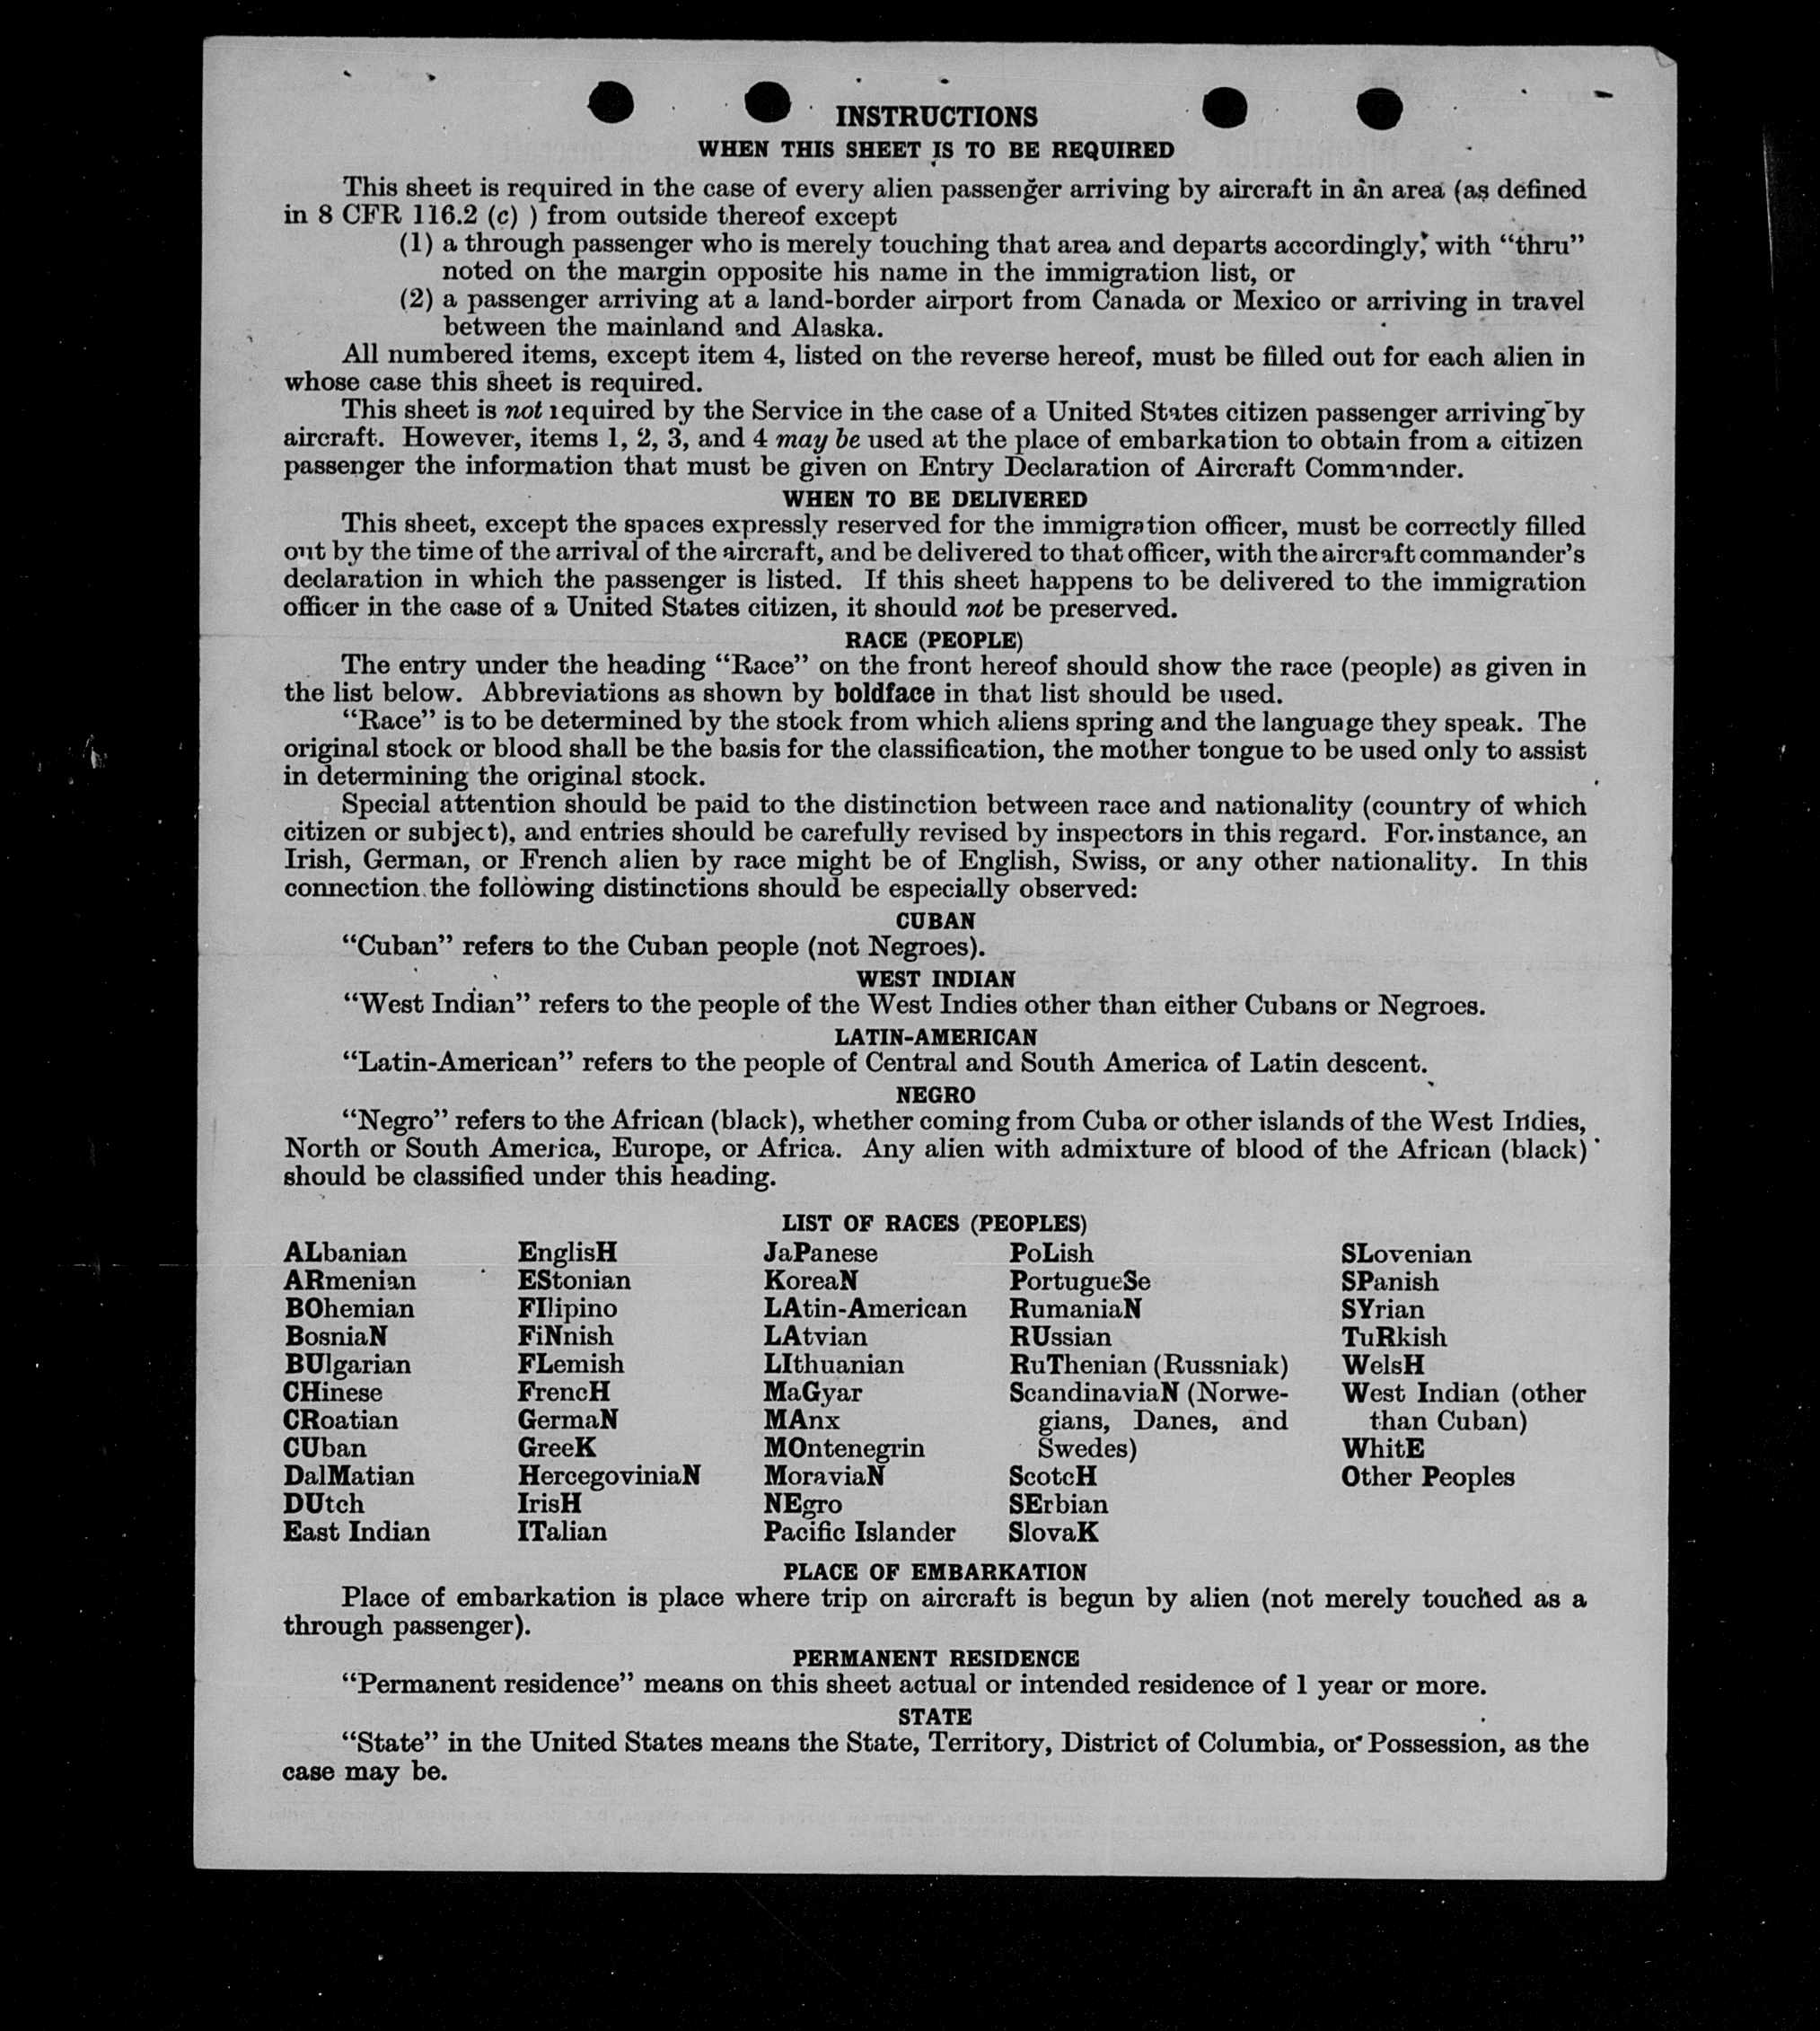 INSTRUCTIONS
WHEN THIS SHEET IS TO BE REQUIRED
This sheet is required in the case of every alien passenger arriving by aircraft in an area (as defined
in 8 CFR 116.2 (c) ) from outside thereof except
(1) a through passenger who is merely touching that area and departs accordingly, with “thru”
noted on the margin opposite his name in the immigration list, or
(2) a passenger arriving at a land-border airport from Canada or Mexico or arriving in travel
between the mainland and Alaska.
All numbered items, except item 4, listed on the reverse hereof, must be filled out for each alien in
whose case this sheet is required.
This sheet is not required by the Service in the case of a United States citizen passenger arriving by
aircraft. However, items 1, 2, 3, and 4 may be used at the place of embarkation to obtain from a citizen
passenger the information that must be given on Entry Declaration of Aircraft Commander.
WHEN TO BE DELIVERED
This sheet, except the spaces expressly reserved for the immigration officer, must be correctly filled
out by the time of the arrival of the aircraft, and be delivered to that officer, with the aircraft commander’s
declaration in which the passenger is listed. If this sheet happens to be delivered to the immigration
officer in the case of a United States citizen, it should not be preserved.
RACE (PEOPLE)
The entry under the heading “Race” on the front hereof should show the race (people) as given in
the list below. Abbreviations as shown by boldface in that list should be used.
“Race” is to be determined by the stock from which aliens spring and the language they speak. The
original stock or blood shall be the basis for the classification, the mother tongue to be used only to assist
in determining the original stock.
Special attention should be paid to the distinction between race and nationality (country of which
citizen or subject), and entries should be carefully revised by inspectors in this regard. For instance, an
Irish, German, or French alien by race might be of English, Swiss, or any other nationality. In this
connection the following distinctions should be especially observed:
CUBAN
“Cuban” refers to the Cuban people (not Negroes).
WEST INDIAN
“West Indian” refers to the people of the West Indies other than either Cubans or Negroes.
LATIN-AMERICAN
“Latin-American” refers to the people of Central and South America of Latin descent.
NEGRO
“Negro” refers to the African (black), whether coming from Cuba or other islands of the West Indies,
North or South America, Europe, or Africa. Any alien with admixture of blood of the African (black)
should be classified under this heading.
LIST OF RACES (PEOPLES)
ALbanian
ARmenian
BOhemian
BosniaN
BUlgarian
CHinese
CRoatian
CUban
DalMatian
DUtch
East Indian
EnglisH
EStonian
FIlipino
FiNnish
FLemish
FrencH
GermaN
GreeK
HercegoviniaN
IrisH
ITalian
JaPanese
KoreaN
LAtin-American
LAtvian
LIthuanian
MaGyar
MAnx
MOntenegrin
MoraviaN
NEgro
Pacific Islander
PoLish
PortugueSe
RumaniaN
RUssian
RuThenian (Russniak)
ScandinaviaN (Norwe-
gians, Danes, and
Swedes)
ScotcH
SErbian
SlovaK
SLovenian
SPanish
SYrian
TuRkish
WelsH
West Indian (other
than Cuban)
WhitE
Other Peoples
PLACE OF EMBARKATION
Place of embarkation is place where trip on aircraft is begun by alien (not merely touched as a
through passenger).
PERMANENT RESIDENCE
“Permanent residence” means on this sheet actual or intended residence of 1 year or more.
STATE
“State” in the United States means the State, Territory, District of Columbia, or Possession, as the
case may be.